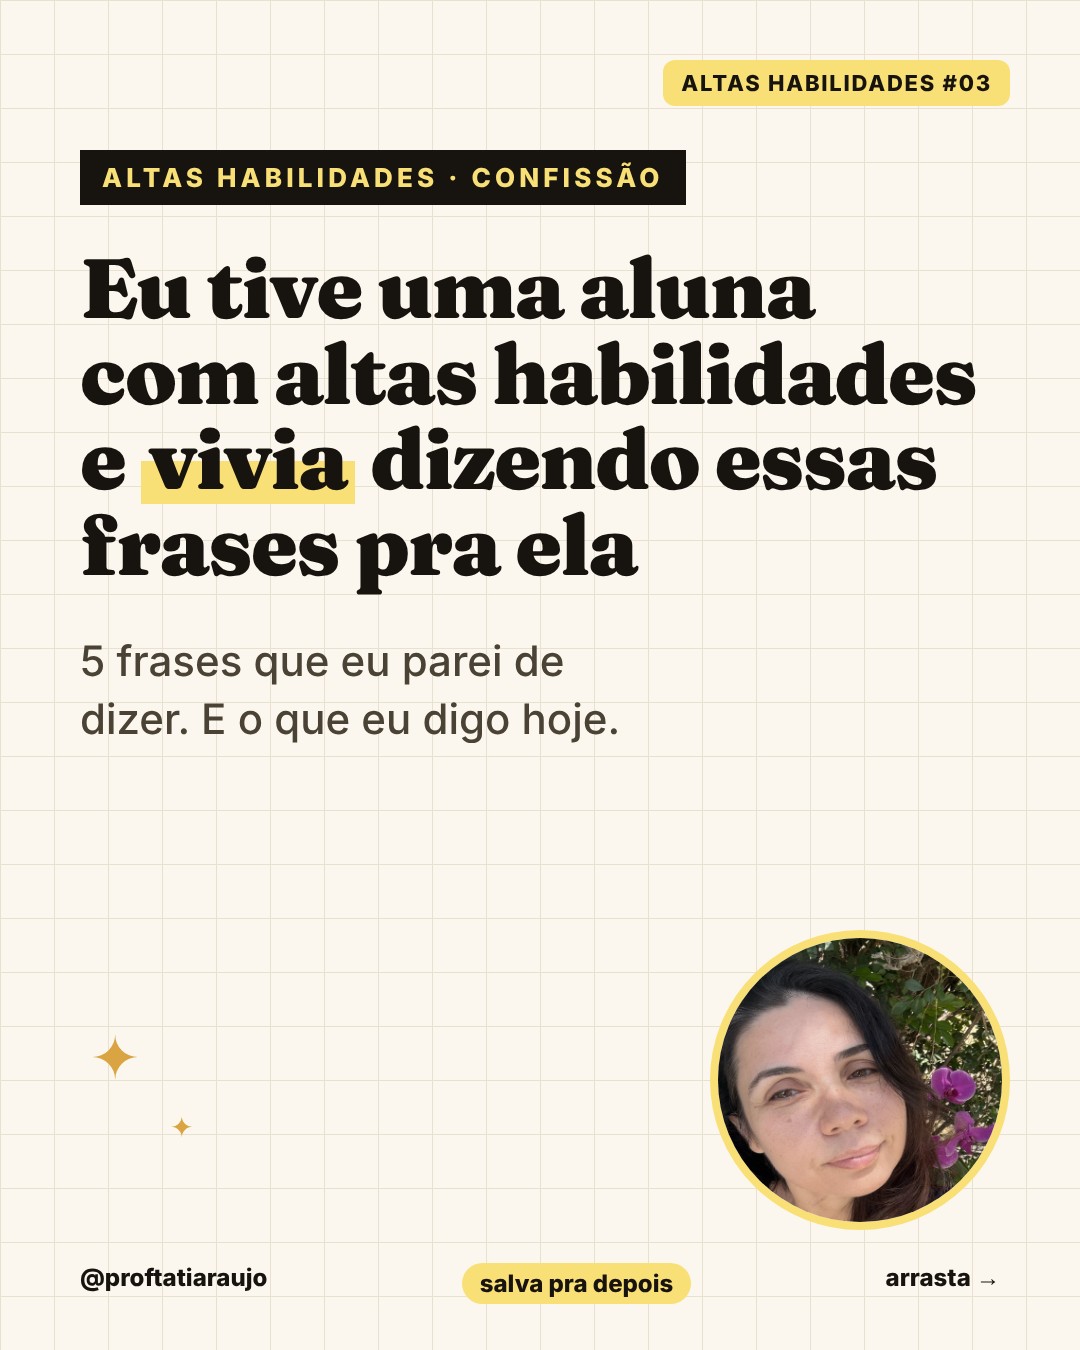 ALTAS HABILIDADES #03
ALTAS HABILIDADES · CONFISSÃO
Eu tive uma aluna
com altas habilidades
e vivia dizendo essas
frases pra ela
5 frases que eu parei de
dizer. E o que eu digo hoje.
@proftatiaraujo
salva pra depois
arrasta →